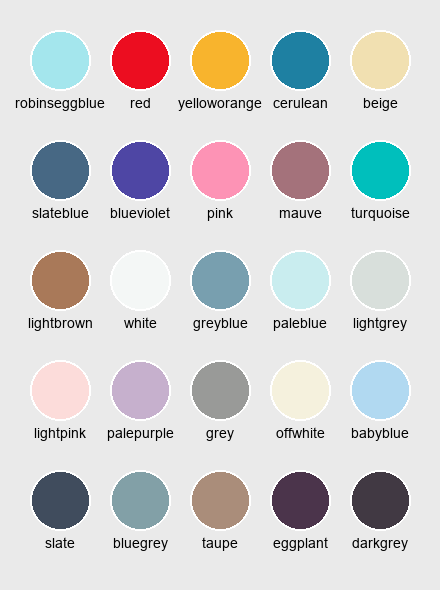 robinseggblue red yelloworange cerulean beige
slateblue blueviolet pink mauve turquoise
lightbrown white greyblue paleblue lightgrey
lightpink palepurple grey offwhite babyblue
slate bluegrey taupe eggplant darkgrey